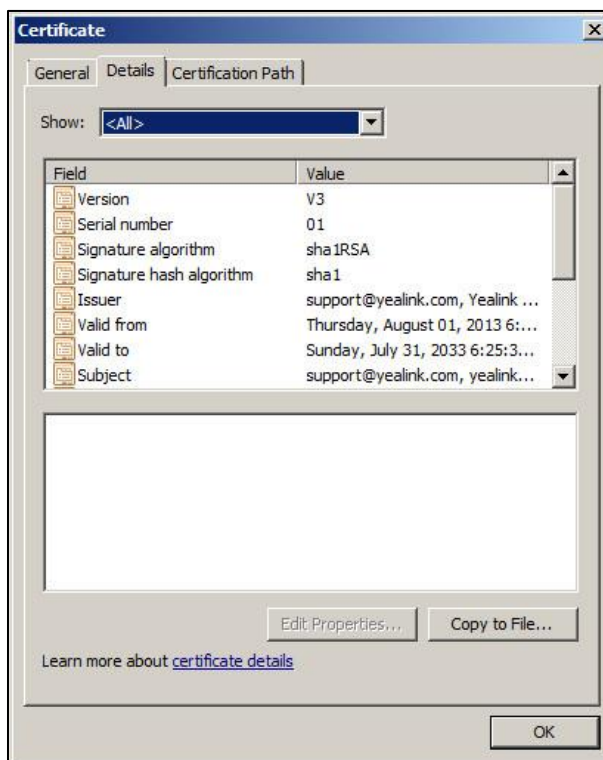 Certificate
General Details Certification Path
Show: <All>
Field Value
Version V3
Serial number 01
Signature algorithm sha1RSA
Signature hash algorithm sha1
Issuer support@yealink.com, Yealink ...
Valid from Thursday, August 01, 2013 6:...
Valid to Sunday, July 31, 2033 6:25:3...
Subject support@yealink.com, yealink...
Edit Properties... Copy to File...
Learn more about certificate details
OK